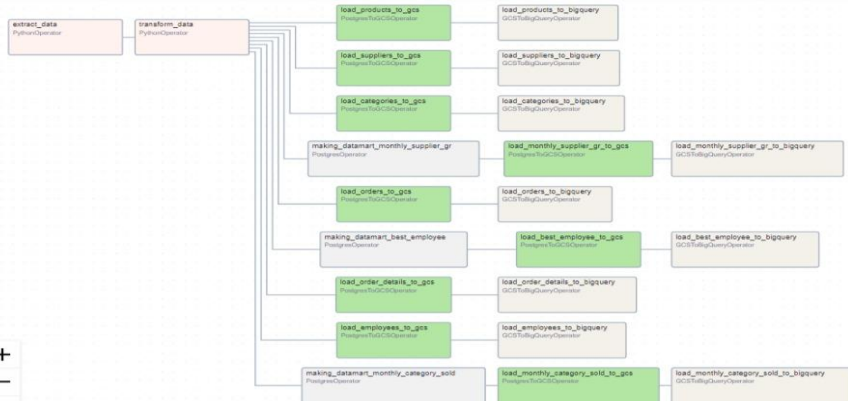 extract_data
PythonOperator
transform_data
PythonOperator
load_products_to_gcs
PostgresToGCSOperator
load_products_to_bigquery
GCSToBigQueryOperator
load_suppliers_to_gcs
PostgresToGCSOperator
load_suppliers_to_bigquery
GCSToBigQueryOperator
load_categories_to_gcs
PostgresToGCSOperator
load_categories_to_bigquery
GCSToBigQueryOperator
making_datamart_monthly_supplier_gr
PostgresOperator
load_monthly_supplier_gr_to_gcs
PostgresToGCSOperator
load_monthly_supplier_gr_to_bigquery
GCSToBigQueryOperator
load_orders_to_gcs
PostgresToGCSOperator
load_orders_to_bigquery
GCSToBigQueryOperator
making_datamart_best_employee
PostgresOperator
load_best_employee_to_gcs
PostgresToGCSOperator
load_best_employee_to_bigquery
GCSToBigQueryOperator
load_order_details_to_gcs
PostgresToGCSOperator
load_order_details_to_bigquery
GCSToBigQueryOperator
load_employees_to_gcs
PostgresToGCSOperator
load_employees_to_bigquery
GCSToBigQueryOperator
making_datamart_monthly_category_sold
PostgresOperator
load_monthly_category_sold_to_gcs
PostgresToGCSOperator
load_monthly_category_sold_to_bigquery
GCSToBigQueryOperator
+
−